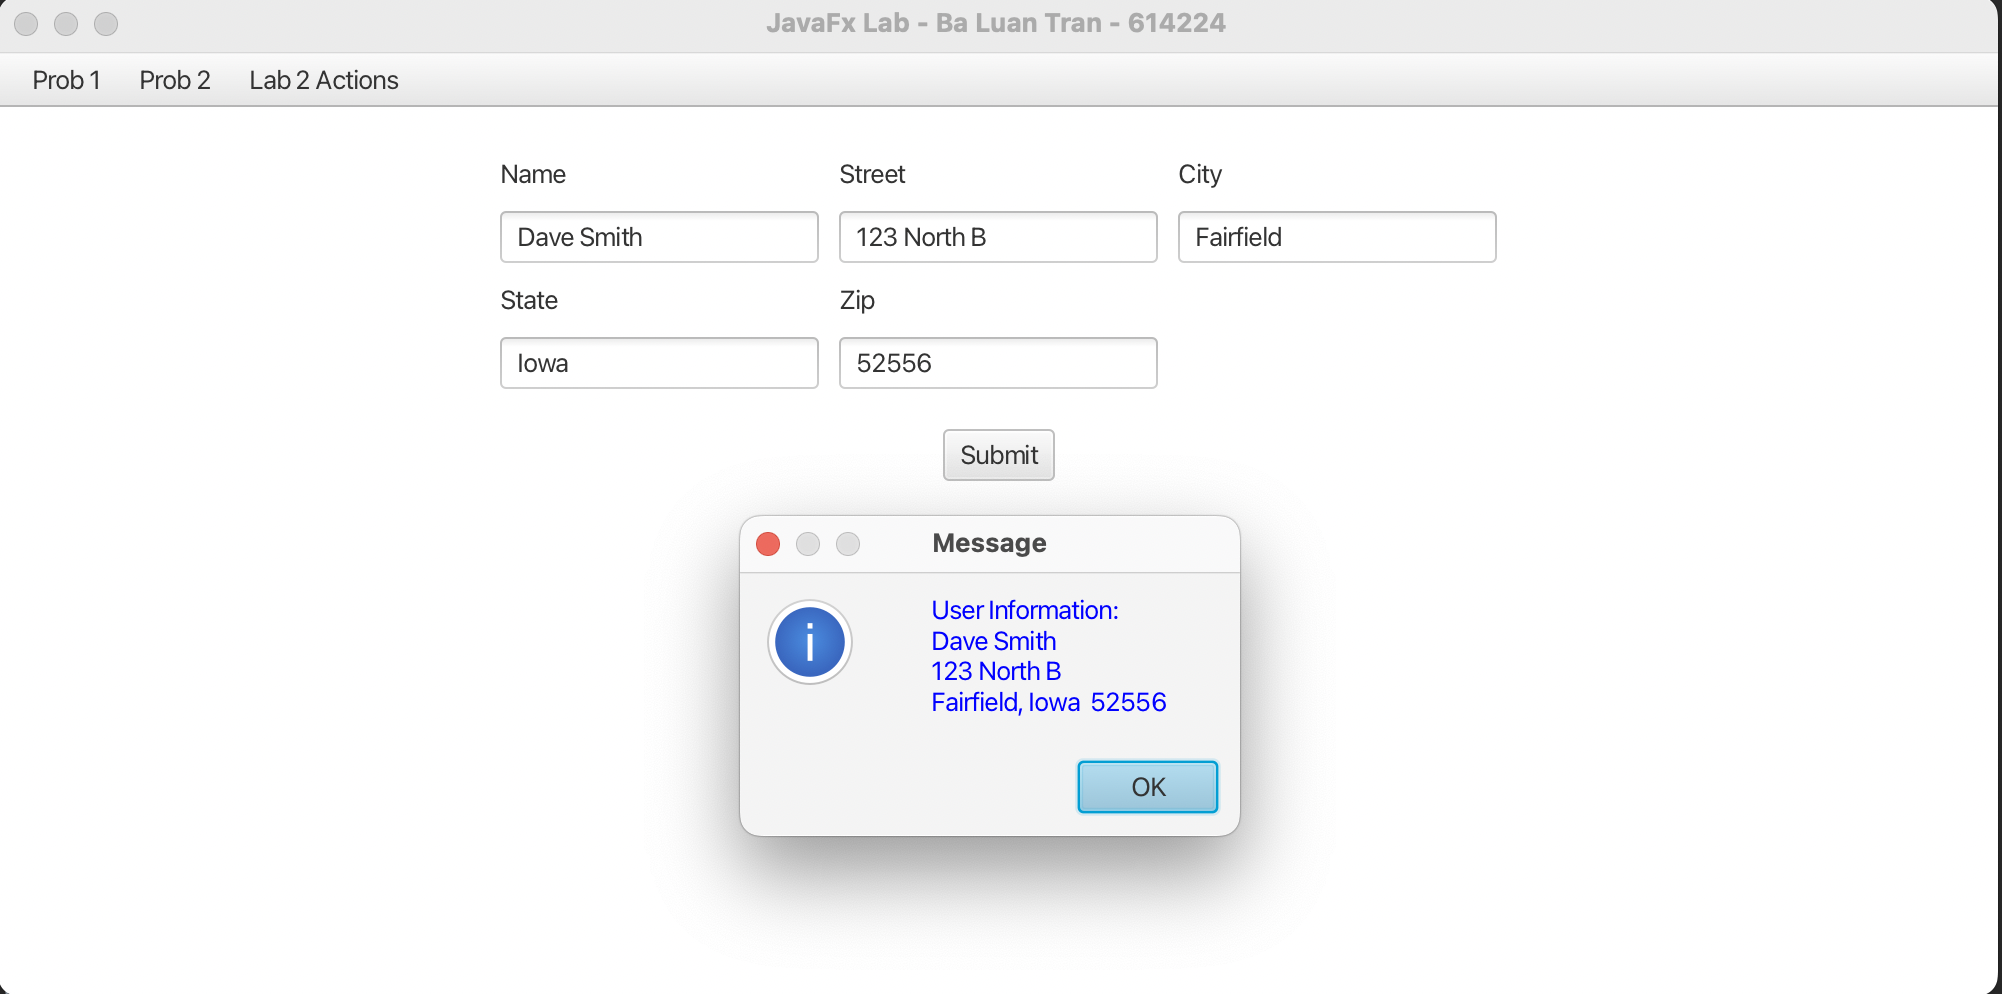 JavaFx Lab - Ba Luan Tran - 614224
Prob 1 Prob 2 Lab 2 Actions
Name Street City
Dave Smith 123 North B Fairfield
State Zip
Iowa 52556
Submit
Message
i
User Information:
Dave Smith
123 North B
Fairfield, Iowa  52556
OK